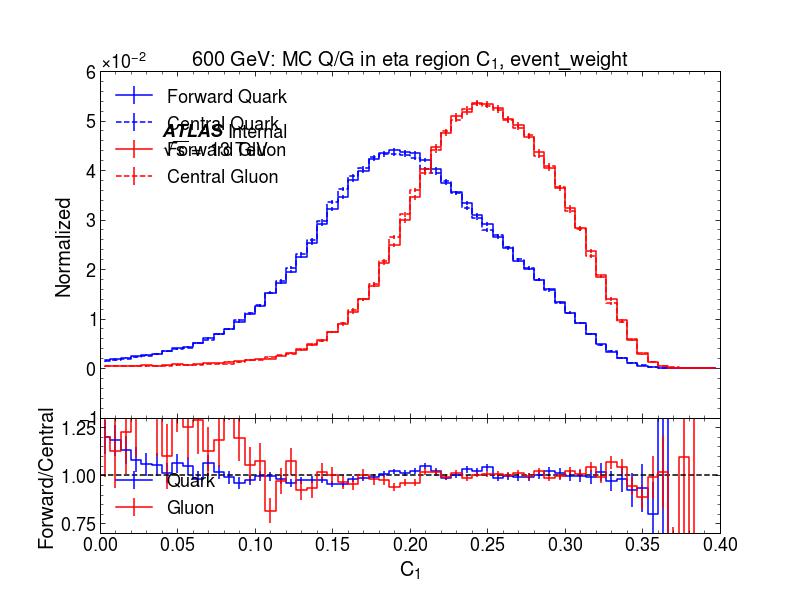 600 GeV: MC Q/G in eta region C₁, event_weight
×10⁻²
6
5
4
3
2
1
0
−1
Normalized
Forward Quark
Central Quark
ATLAS Internal
√s = 13 TeV
Forward Gluon
Central Gluon
1.25
1.00
0.75
Forward/Central
Quark
Gluon
0.00 0.05 0.10 0.15 0.20 0.25 0.30 0.35 0.40
C₁